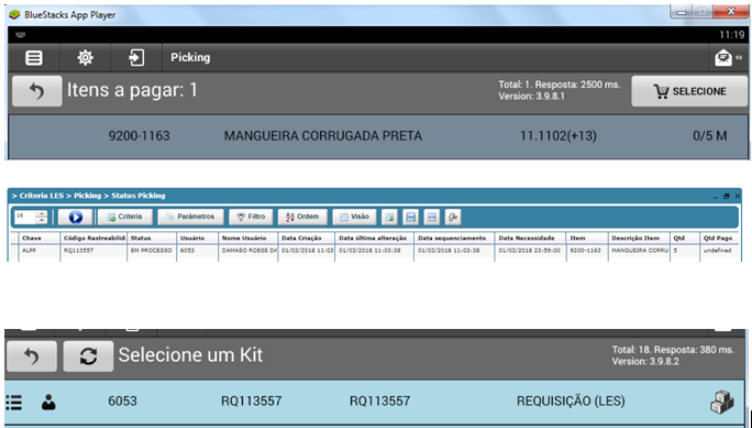 BlueStacks App Player
11:19
Picking
Itens a pagar: 1
Total: 1. Resposta: 2500 ms.
Version: 3.9.8.1
SELECIONE
9200-1163 MANGUEIRA CORRUGADA PRETA 11.1102(+13) 0/5 M
> Criteria LES > Picking > Status Picking
16 Criteria Parâmetros Filtro Ordem Visão
Chave Código Rastreabilid Status Usuário Nome Usuário Data Criação Data última alteração Data sequenciamento Data Necessidade Item Descrição Item Qtd Qtd Pago
ALPP RQ113557 EM PROCESSO 6053 DAMASO ROESE DA 01/03/2018 11:03 01/03/2018 11:03:38 01/03/2018 11:03:38 01/03/2018 23:59:00 9200-1163 MANGUEIRA CORRU 5 undefined
Selecione um Kit
Total: 18. Resposta: 380 ms.
Version: 3.9.8.2
6053 RQ113557 RQ113557 REQUISIÇÃO (LES)